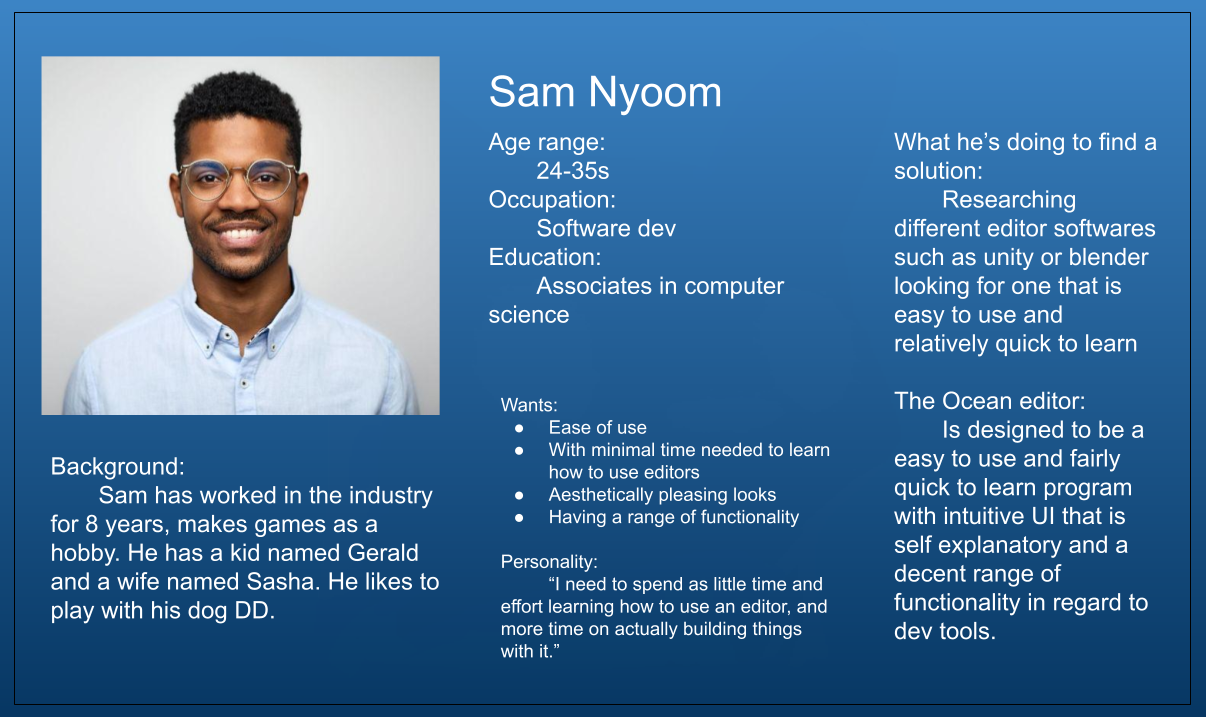 Sam Nyoom
Age range:
24-35s
Occupation:
Software dev
Education:
Associates in computer
science
Background:
Sam has worked in the industry
for 8 years, makes games as a
hobby. He has a kid named Gerald
and a wife named Sasha. He likes to
play with his dog DD.
Wants:
● Ease of use
● With minimal time needed to learn
how to use editors
● Aesthetically pleasing looks
● Having a range of functionality
Personality:
“I need to spend as little time and
effort learning how to use an editor, and
more time on actually building things
with it.”
What he’s doing to find a
solution:
Researching
different editor softwares
such as unity or blender
looking for one that is
easy to use and
relatively quick to learn
The Ocean editor:
Is designed to be a
easy to use and fairly
quick to learn program
with intuitive UI that is
self explanatory and a
decent range of
functionality in regard to
dev tools.